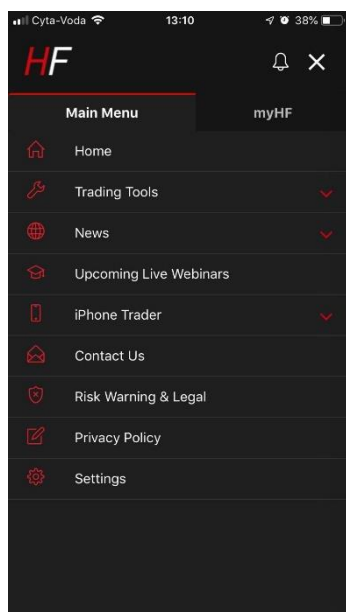 Cyta-Voda 13:10 38%
HF
Main Menu myHF
Home
Trading Tools
News
Upcoming Live Webinars
iPhone Trader
Contact Us
Risk Warning & Legal
Privacy Policy
Settings